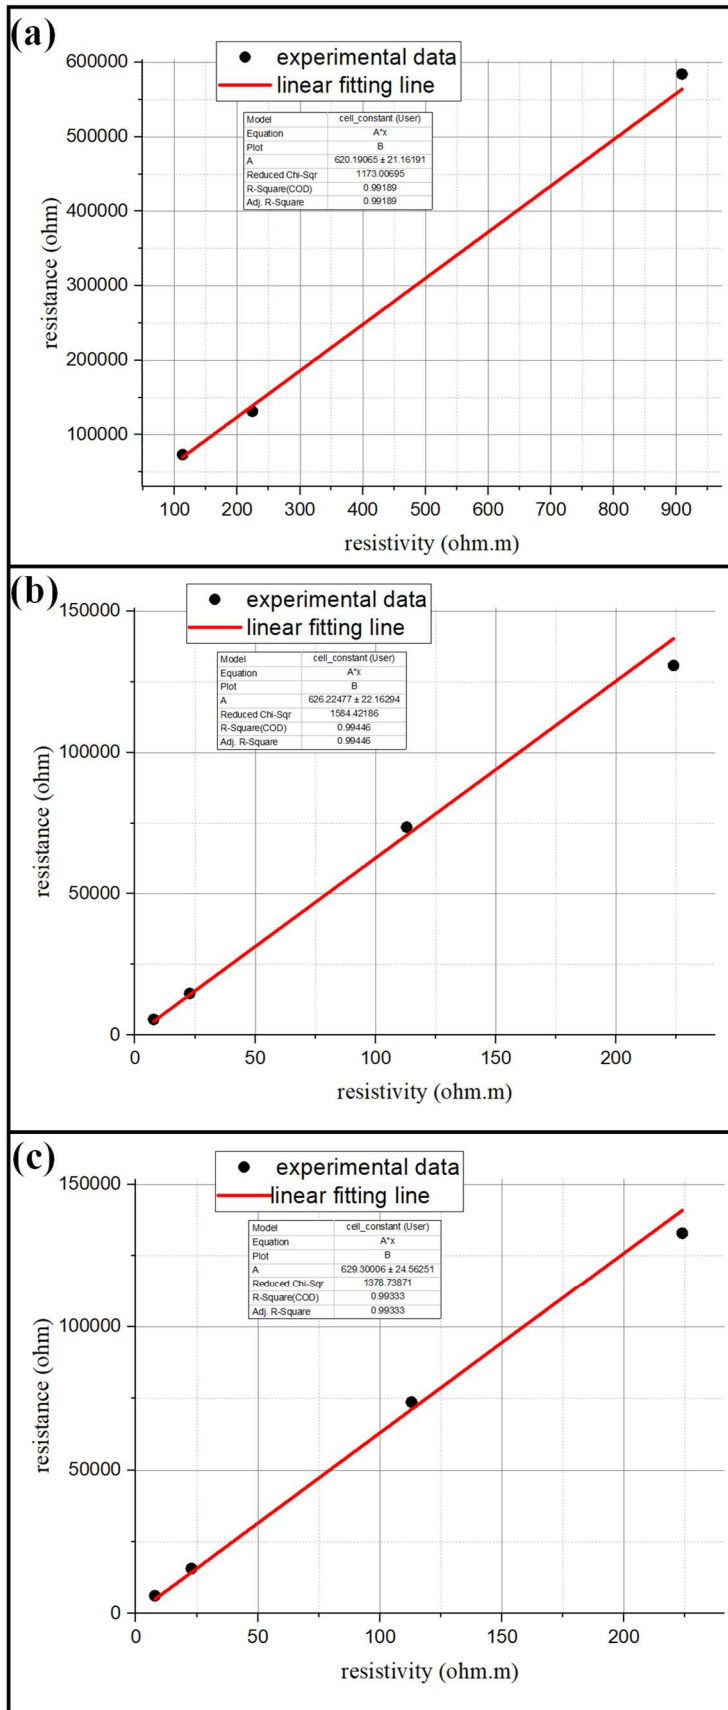 (a)
experimental data
linear fitting line
Model cell_constant (User)
Equation A*x
Plot B
A 620.19065 ± 21.16191
Reduced Chi-Sqr 1173.00695
R-Square(COD) 0.99189
Adj. R-Square 0.99189
600000
500000
400000
300000
200000
100000
resistance (ohm)
100 200 300 400 500 600 700 800 900
resistivity (ohm.m)
(b)
experimental data
linear fitting line
Model cell_constant (User)
Equation A*x
Plot B
A 626.22477 ± 22.16294
Reduced Chi-Sqr 1584.42186
R-Square(COD) 0.99446
Adj. R-Square 0.99446
150000
100000
50000
0
resistance (ohm)
0 50 100 150 200
resistivity (ohm.m)
(c)
experimental data
linear fitting line
Model cell_constant (User)
Equation A*x
Plot B
A 629.30006 ± 24.56251
Reduced Chi-Sqr 1378.73871
R-Square(COD) 0.99333
Adj. R-Square 0.99333
150000
100000
50000
0
resistance (ohm)
0 50 100 150 200
resistivity (ohm.m)